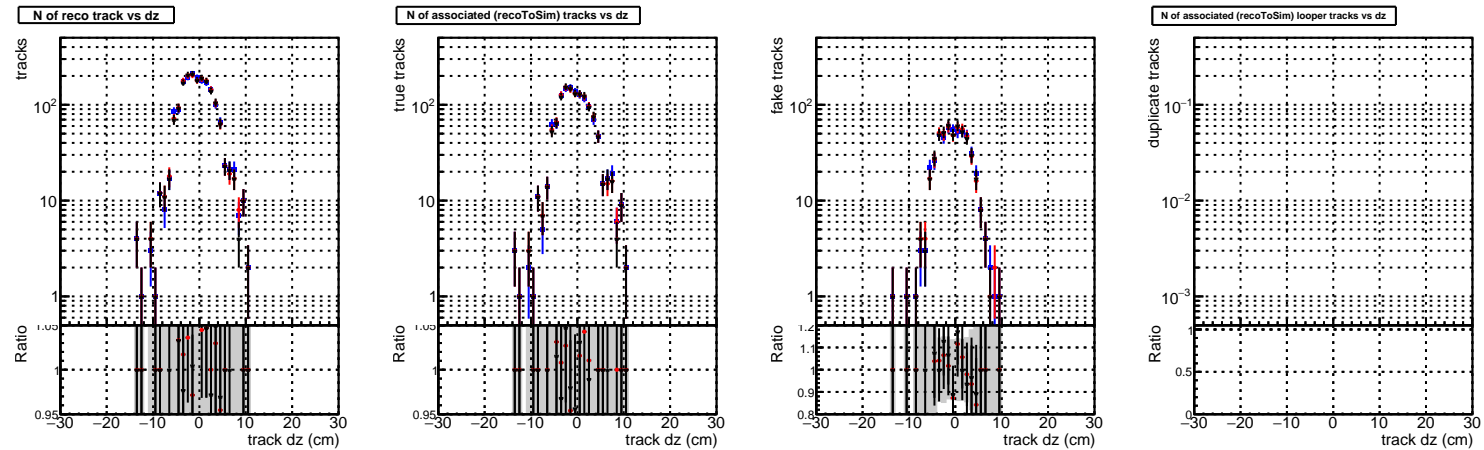 N of reco track vs dz
tracks
10²
10
1
Ratio
1.05
1
0.95
−30 −20 −10 0 10 20 30
track dz (cm)
N of associated (recoToSim) tracks vs dz
true tracks
10²
10
1
Ratio
1.05
1
0.95
−30 −20 −10 0 10 20 30
track dz (cm)
fake tracks
10²
10
1
Ratio
1.2
1.1
1
0.9
0.8
−30 −20 −10 0 10 20 30
track dz (cm)
N of associated (recoToSim) looper tracks vs dz
duplicate tracks
10⁻¹
10⁻²
10⁻³
Ratio
1
0.5
0
−30 −20 −10 0 10 20 30
track dz (cm)